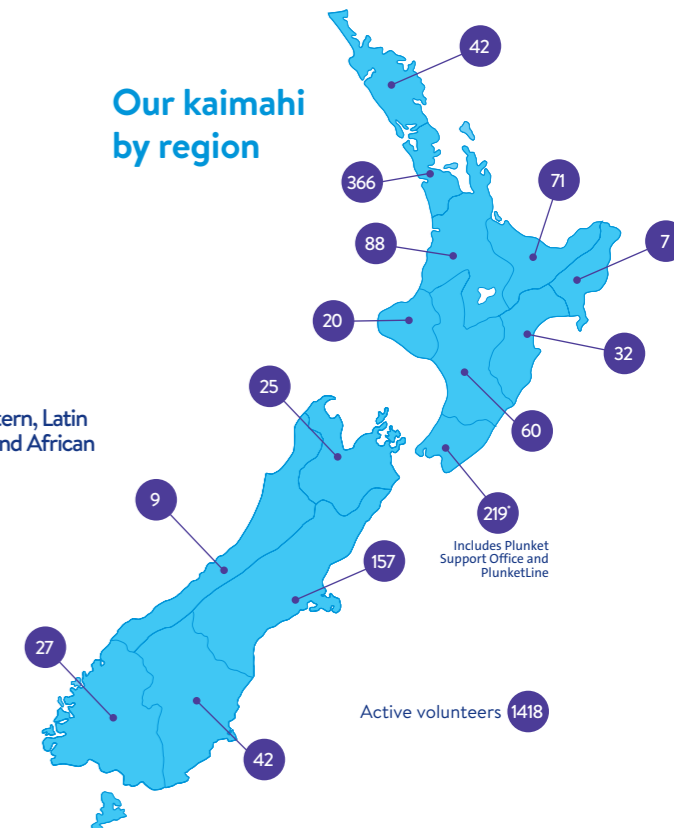 Our kaimahi
by region
42
366
71
88
7
20
32
25
60
tern, Latin
nd African
9
219*
Includes Plunket
Support Office and
PlunketLine
157
27
Active volunteers 1418
42